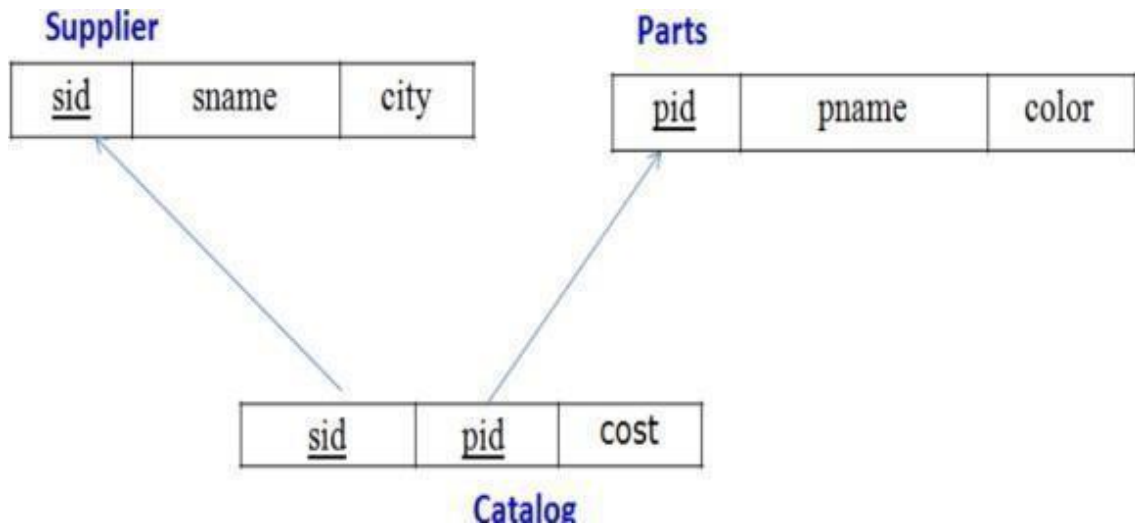 Supplier
Parts
sid sname city
pid pname color
sid pid cost
Catalog